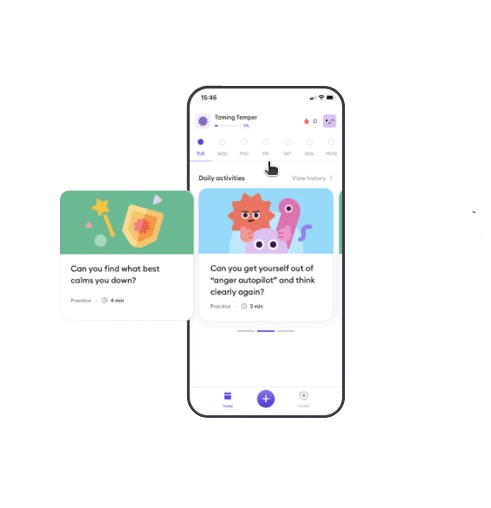 15:46
Taming Temper
0
TUE WED THU FRI SAT SUN MON
Daily activities View history
Can you find what best
calms you down?
Practice · 4 min
Can you get yourself out of
“anger autopilot” and think
clearly again?
Practice · 3 min
Today